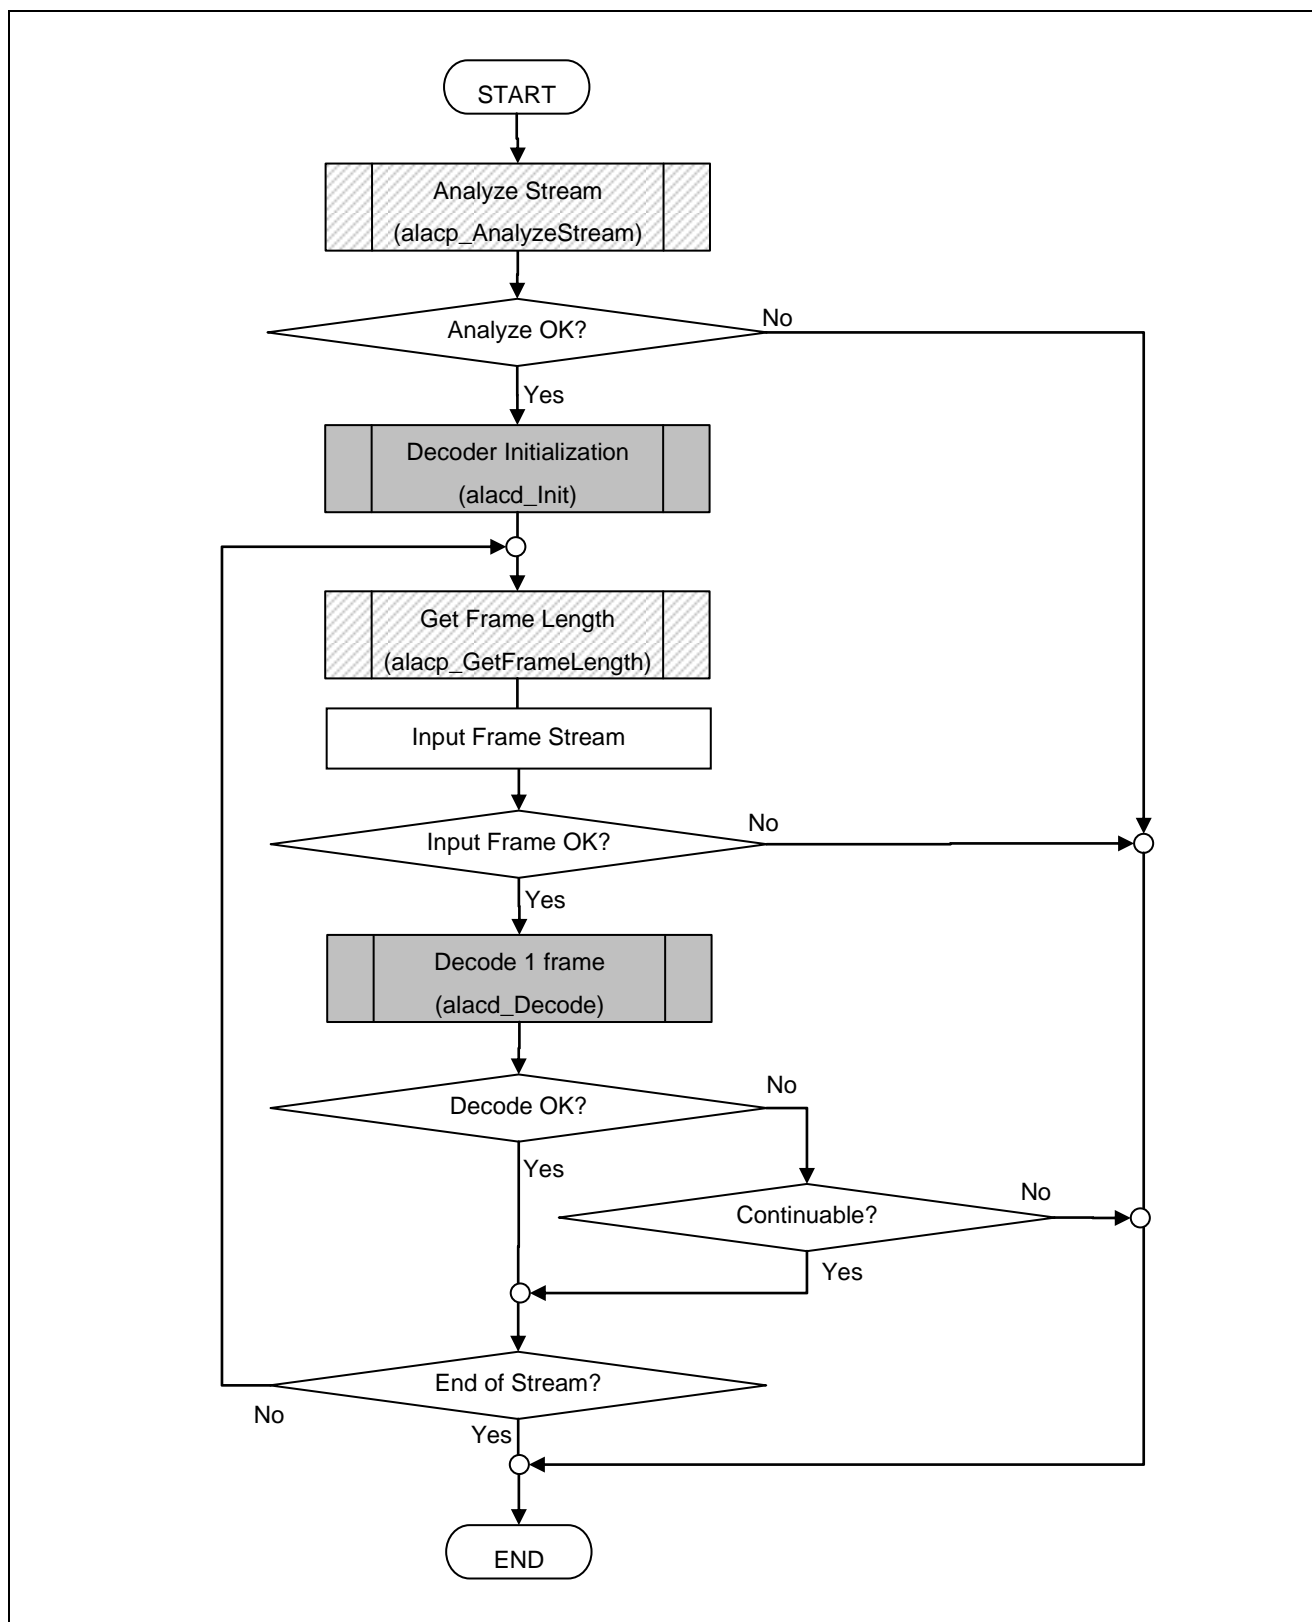 START
Analyze Stream
(alacp_AnalyzeStream)
Analyze OK?
No
Yes
Decoder Initialization
(alacd_Init)
Get Frame Length
(alacp_GetFrameLength)
Input Frame Stream
Input Frame OK?
No
Yes
Decode 1 frame
(alacd_Decode)
Decode OK?
No
Yes
Continuable?
No
Yes
End of Stream?
No
Yes
END